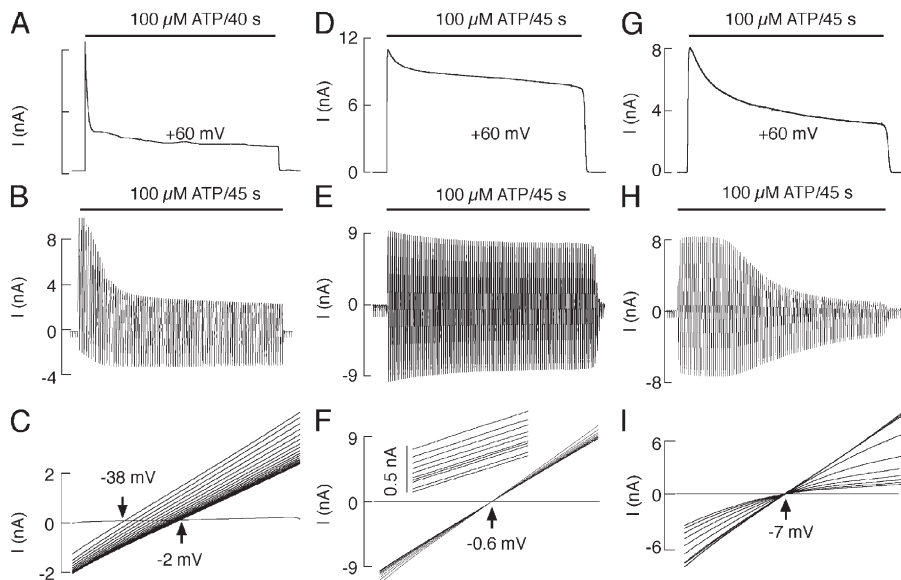 A
100 µM ATP/40 s
I (nA)
+60 mV
D
100 µM ATP/45 s
12
8
4
0
I (nA)
+60 mV
G
100 µM ATP/45 s
8
4
0
I (nA)
+60 mV
B
100 µM ATP/45 s
8
4
0
-4
I (nA)
E
100 µM ATP/45 s
9
0
-9
I (nA)
H
100 µM ATP/45 s
8
0
-8
I (nA)
C
2
0
-2
I (nA)
-38 mV
-2 mV
F
9
0
-9
I (nA)
0.5 nA
-0.6 mV
I
6
0
-6
I (nA)
-7 mV